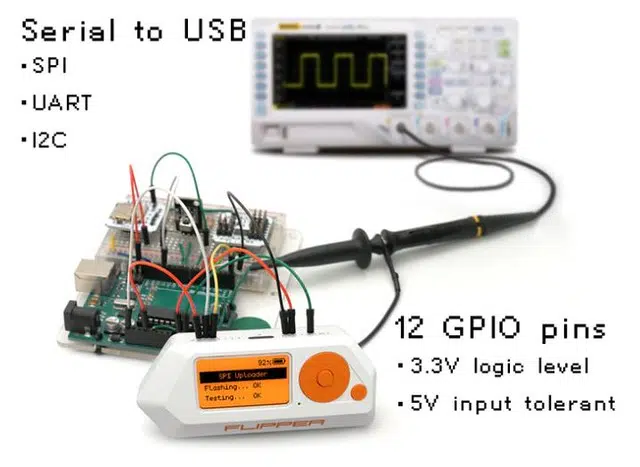 Serial to USB
▪ SPI
▪ UART
▪ I2C
12 GPIO pins
▪ 3.3V logic level
▪ 5V input tolerant
92%
SPI Uploader
Flashing... OK
Testing... OK
FLIPPER